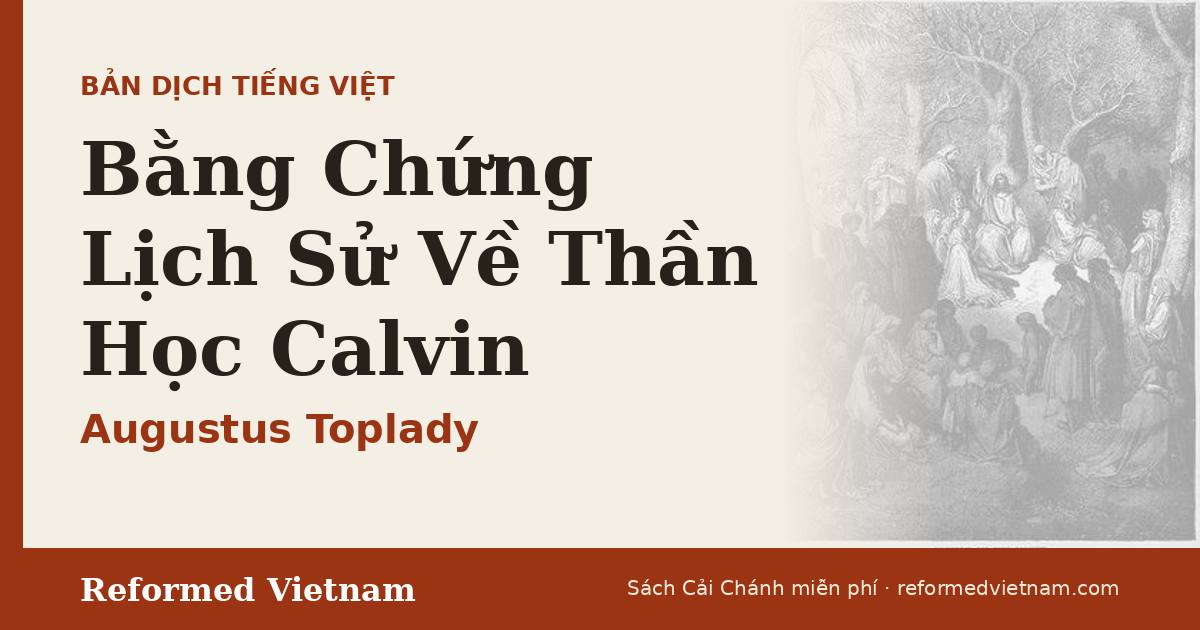 BẢN DỊCH TIẾNG VIỆT
Bằng Chứng
Lịch Sử Về Thần
Học Calvin
Augustus Toplady
Reformed Vietnam
Sách Cải Chánh miễn phí · reformedvietnam.com